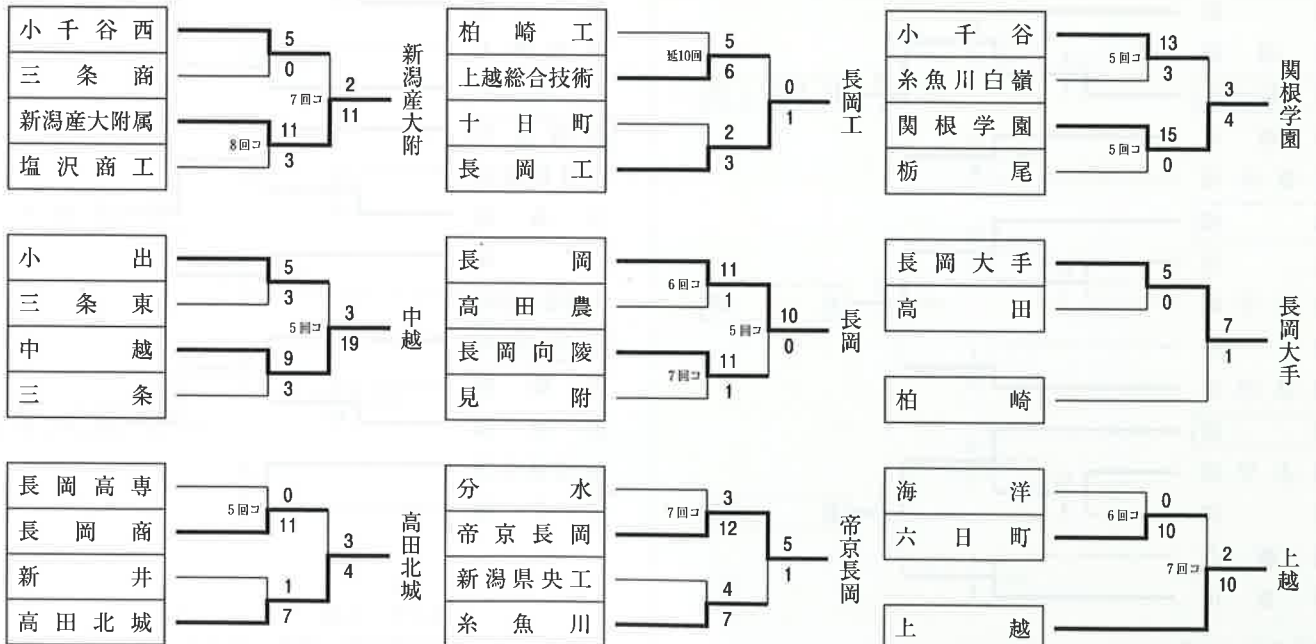 小千谷西
三条商
新潟産大附属
塩沢商工
5
0
11
3
8回コ
7回コ
2
11
新潟産大附
柏崎工
上越総合技術
十日町
長岡工
延10回
5
6
2
3
0
1
長岡工
小千谷
糸魚川白嶺
関根学園
栃尾
5回コ
13
3
5回コ
15
0
3
4
関根学園
小出
三条東
中越
三条
5
3
9
3
5回コ
3
19
中越
長岡
高田農
長岡向陵
見附
6回コ
11
1
7回コ
11
1
5回コ
10
0
長岡
長岡大手
高田
柏崎
5
0
7
1
長岡大手
長岡高専
長岡商
新井
高田北城
5回コ
0
11
1
7
3
4
高田北城
分水
帝京長岡
新潟県央工
糸魚川
7回コ
3
12
4
7
5
1
帝京長岡
海洋
六日町
上越
6回コ
0
10
7回コ
2
10
上越